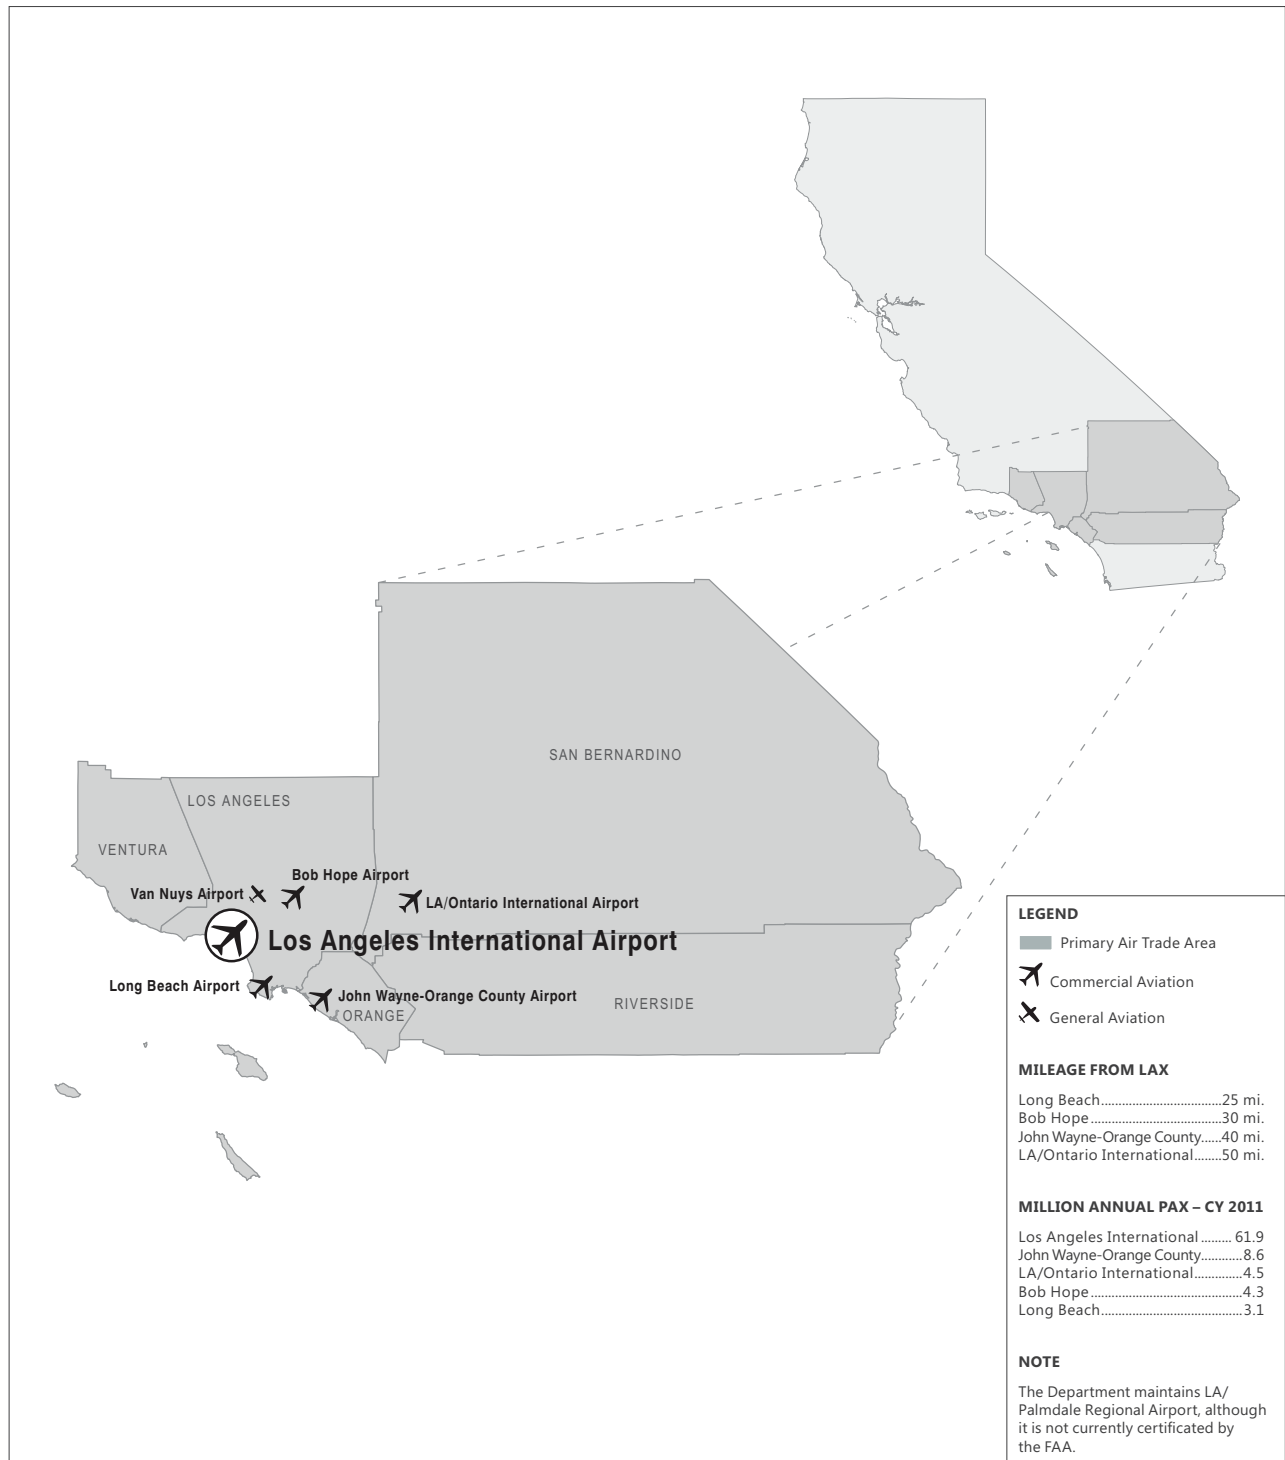 SAN BERNARDINO
LOS ANGELES
VENTURA
Bob Hope Airport
Van Nuys Airport
LA/Ontario International Airport
Los Angeles International Airport
Long Beach Airport
John Wayne-Orange County Airport
ORANGE
RIVERSIDE
LEGEND
Primary Air Trade Area
Commercial Aviation
General Aviation
MILEAGE FROM LAX
Long Beach...................................25 mi.
Bob Hope......................................30 mi.
John Wayne-Orange County......40 mi.
LA/Ontario International........50 mi.
MILLION ANNUAL PAX – CY 2011
Los Angeles International......... 61.9
John Wayne-Orange County............8.6
LA/Ontario International..............4.5
Bob Hope............................................4.3
Long Beach.........................................3.1
NOTE
The Department maintains LA/
Palmdale Regional Airport, although
it is not currently certificated by
the FAA.